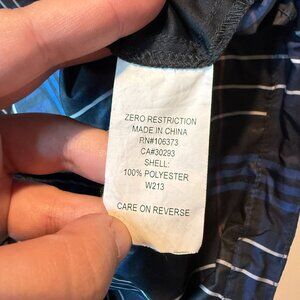 ZERO RESTRICTION
MADE IN CHINA
RN#106373
CA#30293
SHELL:
100% POLYESTER
W213
CARE ON REVERSE